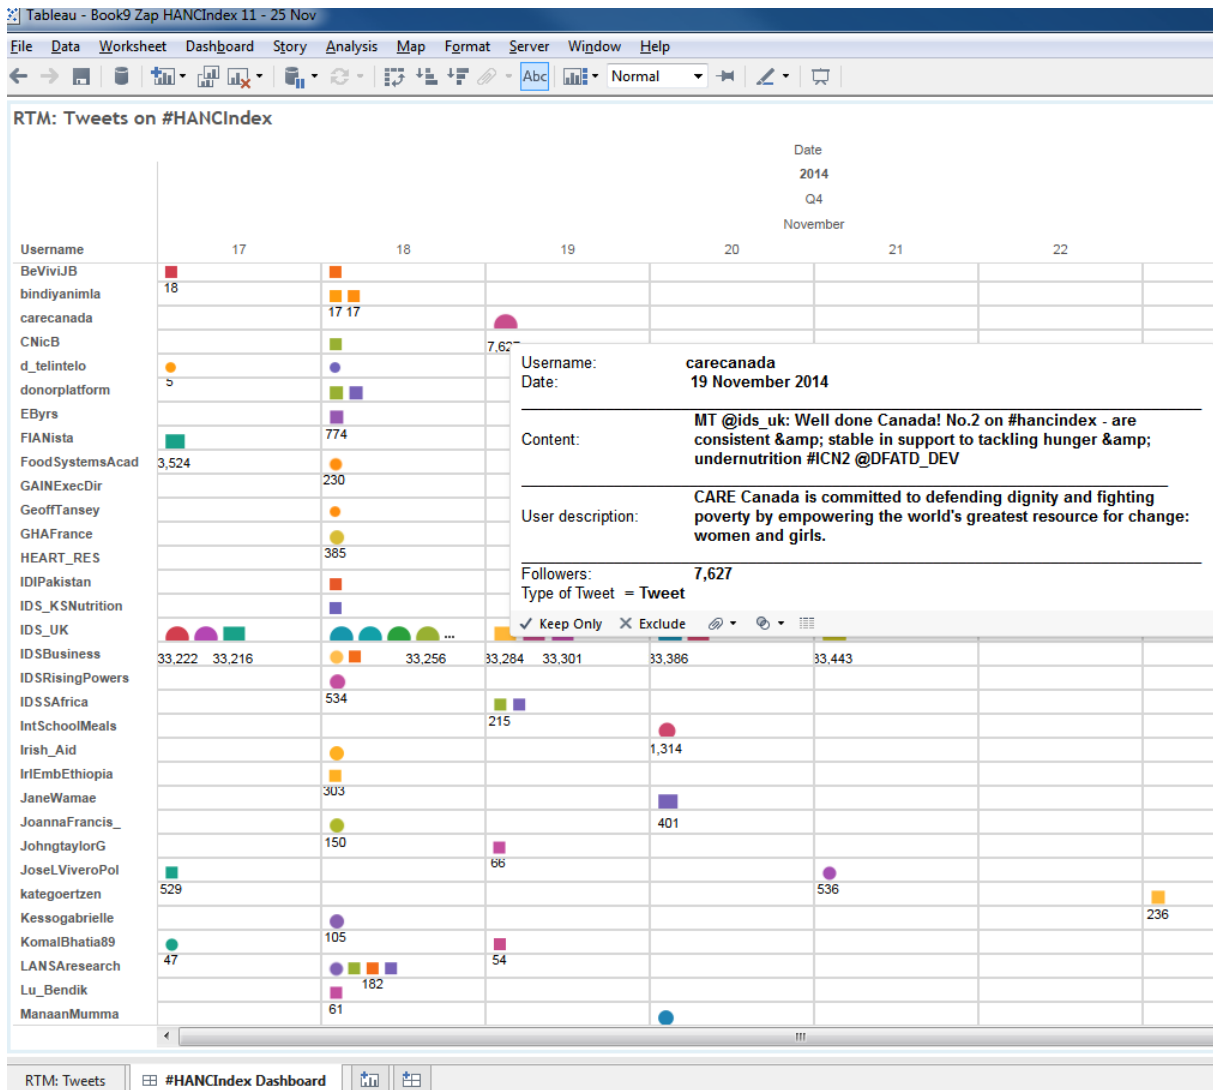 Tableau - Book9 Zap HANCIndex 11 - 25 Nov
File Data Worksheet Dashboard Story Analysis Map Format Server Window Help
Abc Normal
RTM: Tweets on #HANCIndex
Date
2014
Q4
November
Username 17 18 19 20 21 22
BeViviJB
18
bindiyanimla
17 17
carecanada
CNicB
7,627
d_telintelo
5
donorplatform
EByrs
774
FIANista
FoodSystemsAcad 3,524
230
GAINExecDir
GeoffTansey
GHAFrance
385
HEART_RES
IDIPakistan
IDS_KSNutrition
IDS_UK ...
IDSBusiness 33,222 33,216 33,256 33,284 33,301 33,386 33,443
IDSRisingPowers
534
IDSSAfrica
215
IntSchoolMeals
Irish_Aid 1,314
IrlEmbEthiopia
303
JaneWamae
JoannaFrancis_ 401
150
JohngtaylorG
66
JoseLViveroPol
529 536
kategoertzen
236
Kessogabrielle
105
KomalBhatia89
47 54
LANSAresearch
182
Lu_Bendik
61
ManaanMumma
Username: carecanada
Date: 19 November 2014
MT @ids_uk: Well done Canada! No.2 on #hancindex - are
Content: consistent &amp; stable in support to tackling hunger &amp;
undernutrition #ICN2 @DFATD_DEV
CARE Canada is committed to defending dignity and fighting
User description: poverty by empowering the world's greatest resource for change:
women and girls.
Followers: 7,627
Type of Tweet = Tweet
Keep Only Exclude
RTM: Tweets #HANCIndex Dashboard